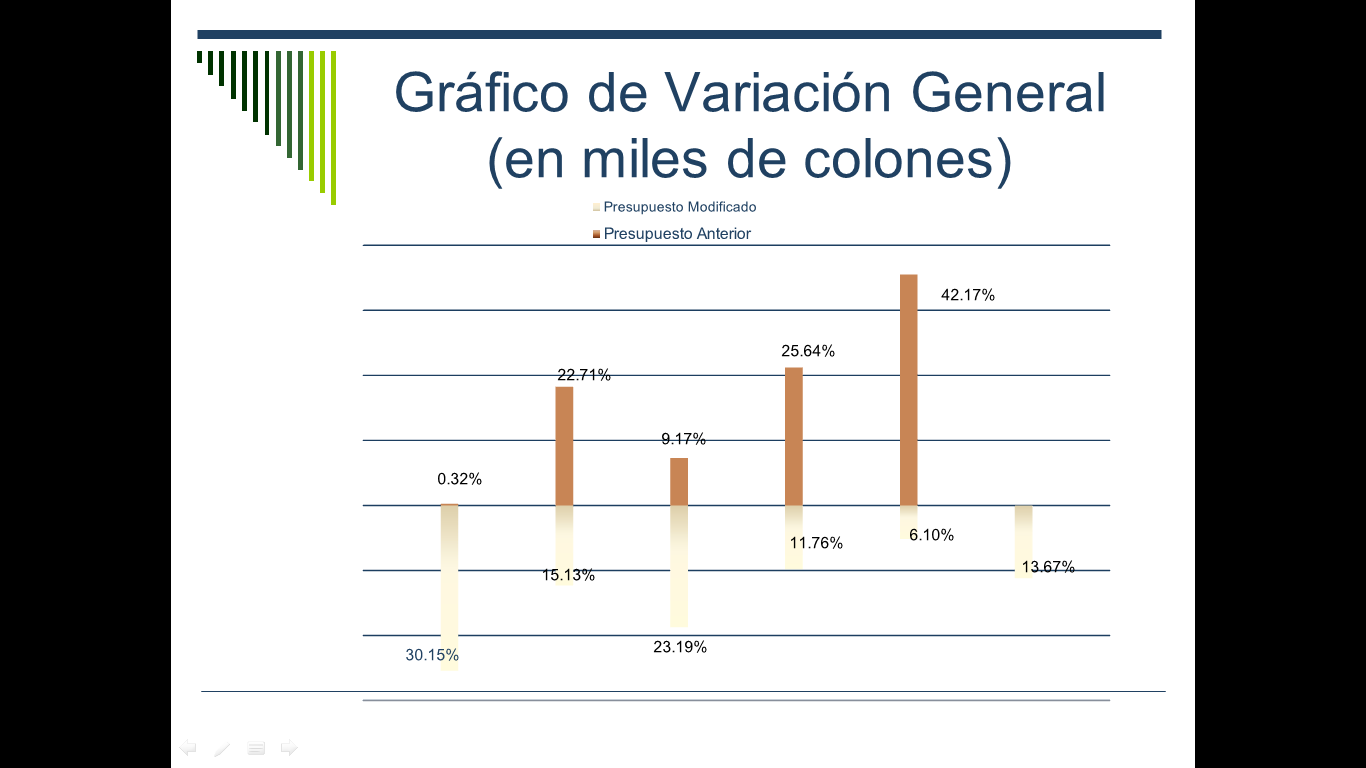 Gráfico de Variación General
(en miles de colones)
Presupuesto Modificado
Presupuesto Anterior
42.17%
25.64%
22.71%
9.17%
0.32%
6.10%
11.76%
13.67%
15.13%
23.19%
30.15%